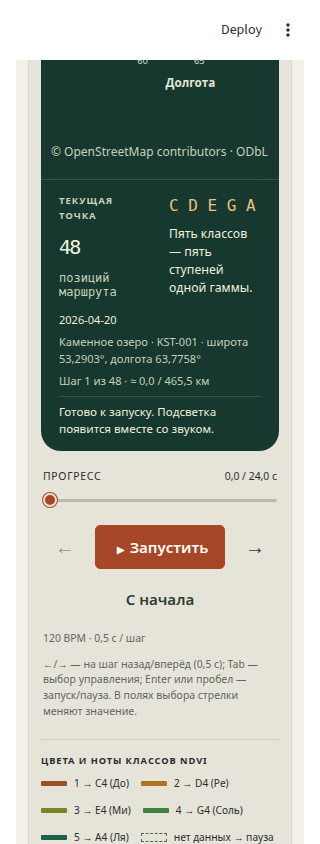 Deploy
60 65
Долгота
© OpenStreetMap contributors · ODbL
ТЕКУЩАЯ
ТОЧКА
48
позиций
маршрута
C D E G A
Пять классов
— пять
ступеней
одной гаммы.
2026-04-20
Каменное озеро · KST-001 · широта
53,2903°, долгота 63,7758°
Шаг 1 из 48 · ≈ 0,0 / 465,5 км
Готово к запуску. Подсветка
появится вместе со звуком.
ПРОГРЕСС 0,0 / 24,0 с
← ▶ Запустить →
С начала
120 BPM · 0,5 с / шаг
←/→ — на шаг назад/вперёд (0,5 с); Tab —
выбор управления; Enter или пробел —
запуск/пауза. В полях выбора стрелки
меняют значение.
ЦВЕТА И НОТЫ КЛАССОВ NDVI
1 → C4 (До) 2 → D4 (Ре)
3 → E4 (Ми) 4 → G4 (Соль)
5 → A4 (Ля) нет данных → пауза